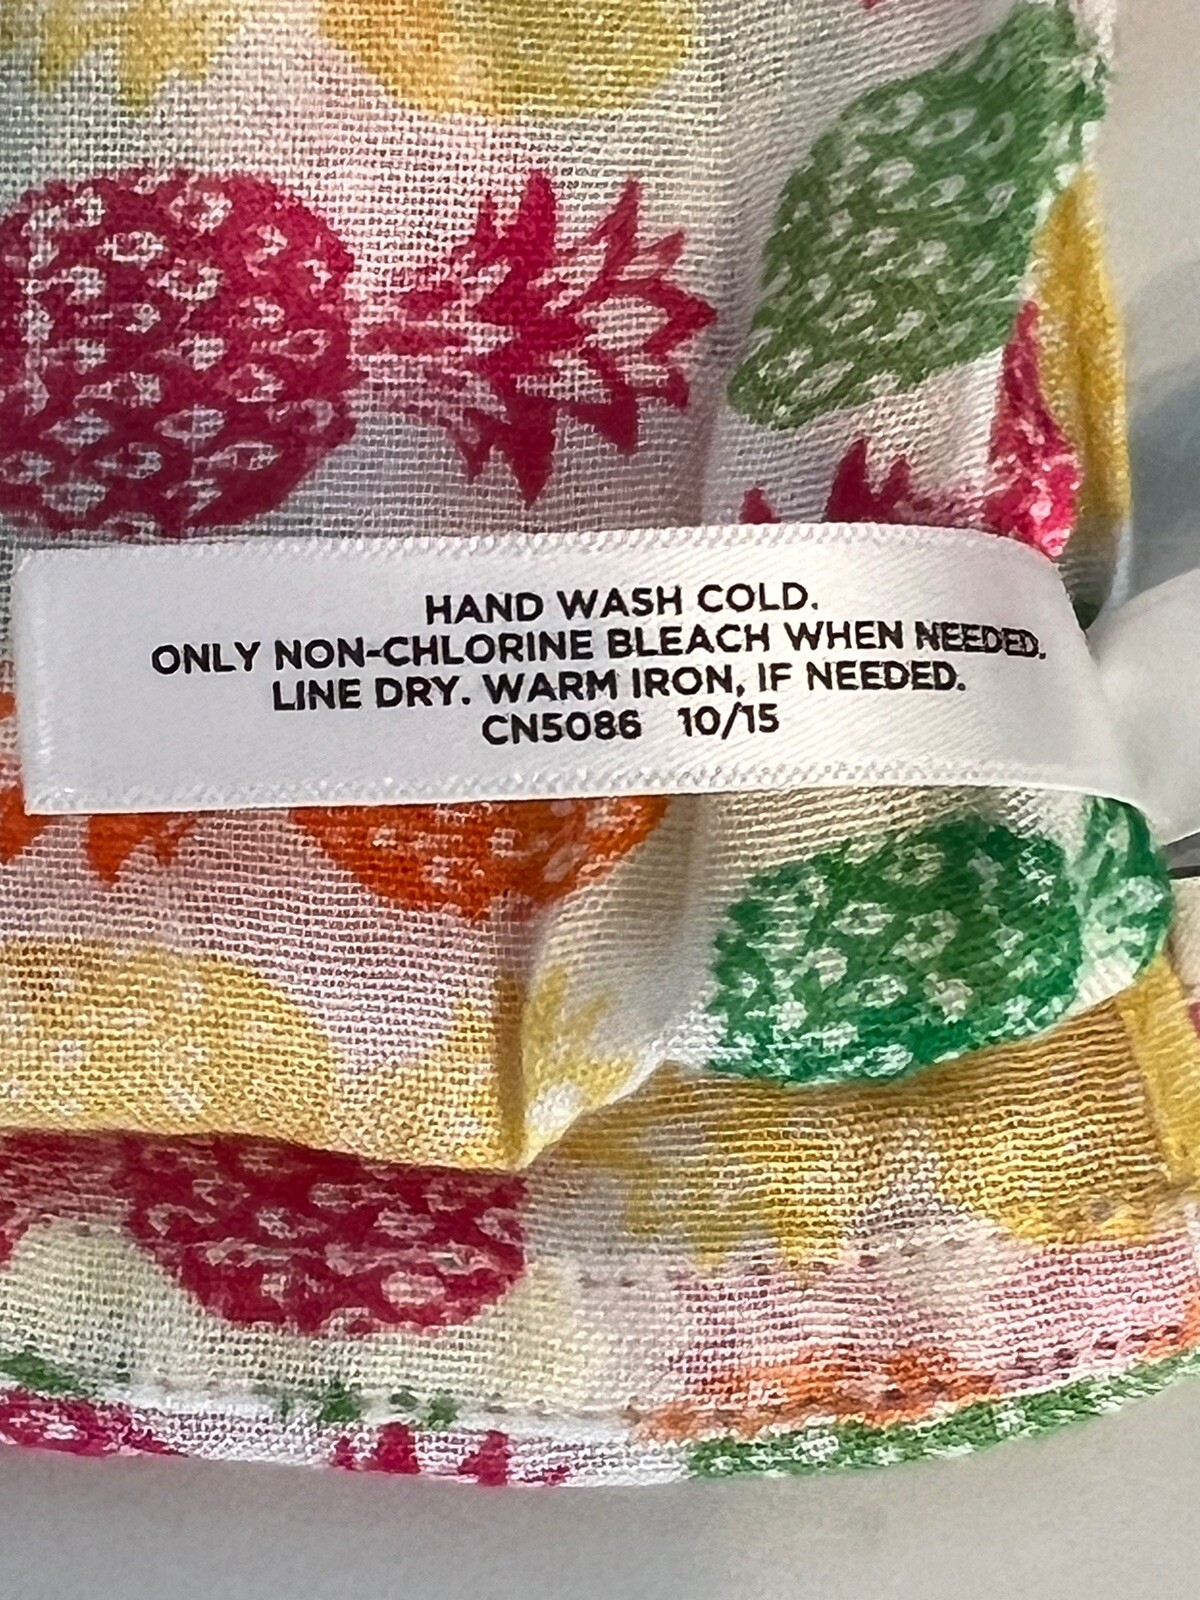 HAND WASH COLD.
ONLY NON-CHLORINE BLEACH WHEN NEEDED.
LINE DRY. WARM IRON, IF NEEDED.
CN5086 10/15